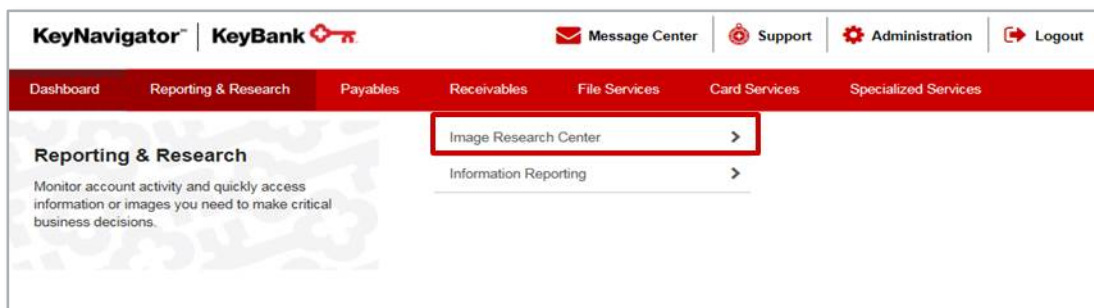 KeyNavigator℠ | KeyBank
Message Center
Support
Administration
Logout
Dashboard
Reporting & Research
Payables
Receivables
File Services
Card Services
Specialized Services
Reporting & Research
Monitor account activity and quickly access
information or images you need to make critical
business decisions.
Image Research Center
Information Reporting